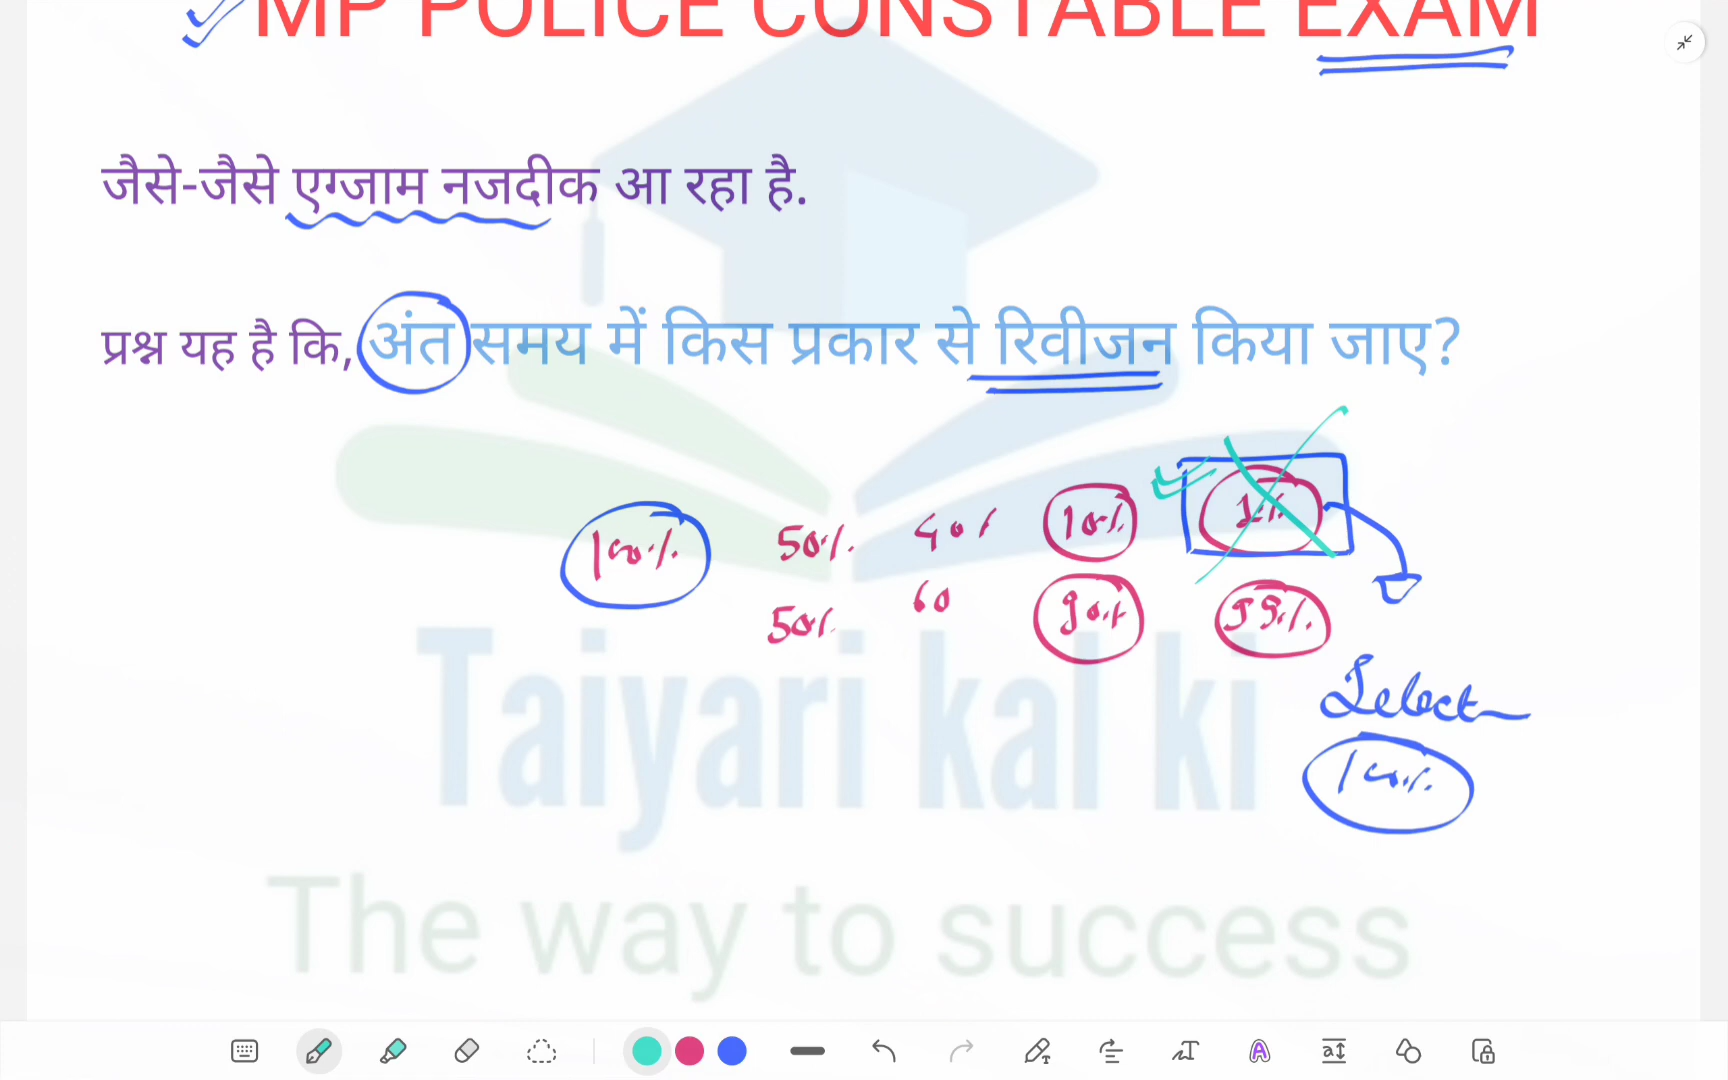 MP POLICE CONSTABLE EXAM
जैसे-जैसे एग्जाम नजदीक आ रहा है.
प्रश्न यह है कि, अंत समय में किस प्रकार से रिवीजन किया जाए?
100% 50% 40% 10% 1%
50% 60 90% 99%
Select
100%
Taiyari kal ki
The way to success